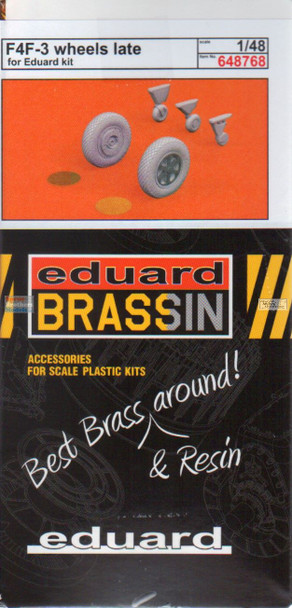 F4F-3 wheels late
for Eduard kit
scale 1/48
Item No. 648768
eduard
BRASSIN
ACCESSORIES
FOR SCALE PLASTIC KITS
Best Brass around!
& Resin
eduard